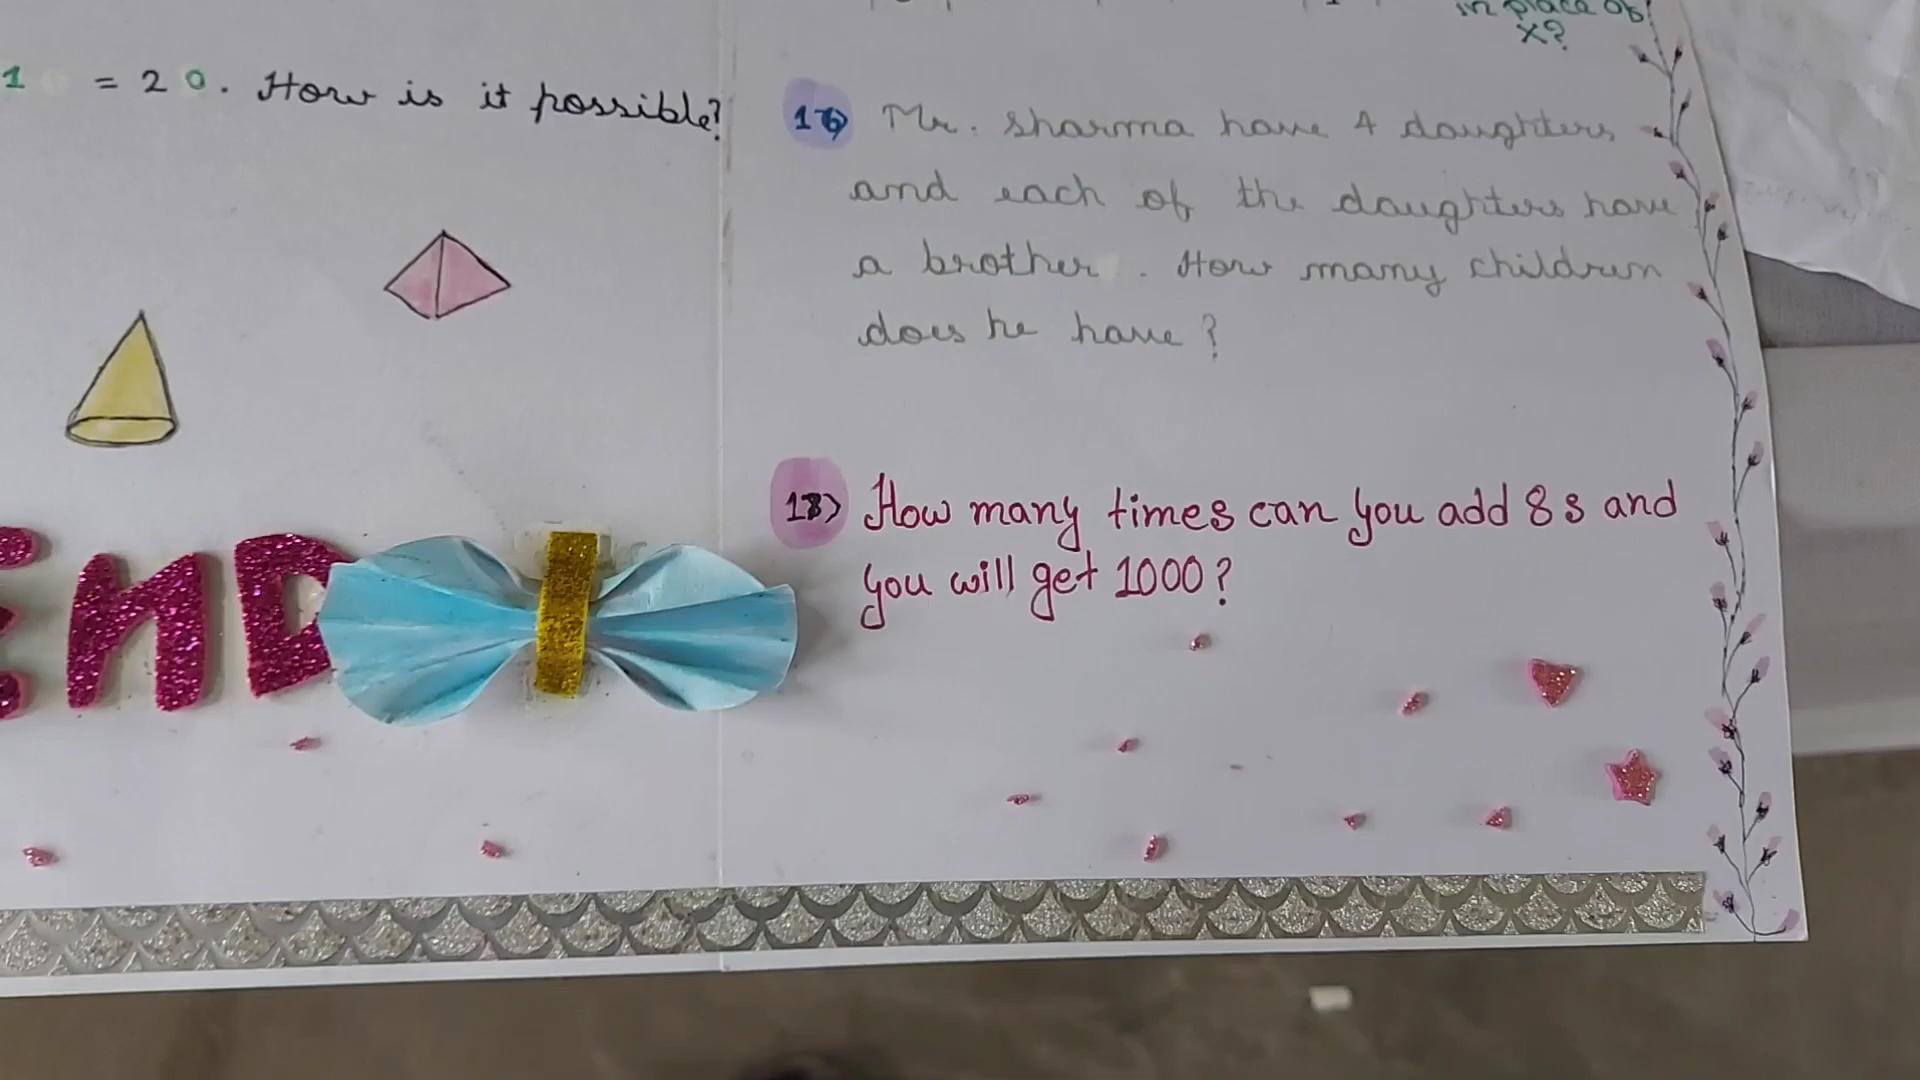 in place of
x?
1 = 20. How is it possible?
Mr. Sharma have 4 daughters
and each of the daughters have
a brother. How many children
does he have?
How many times can you add 8s and
you will get 1000?
END